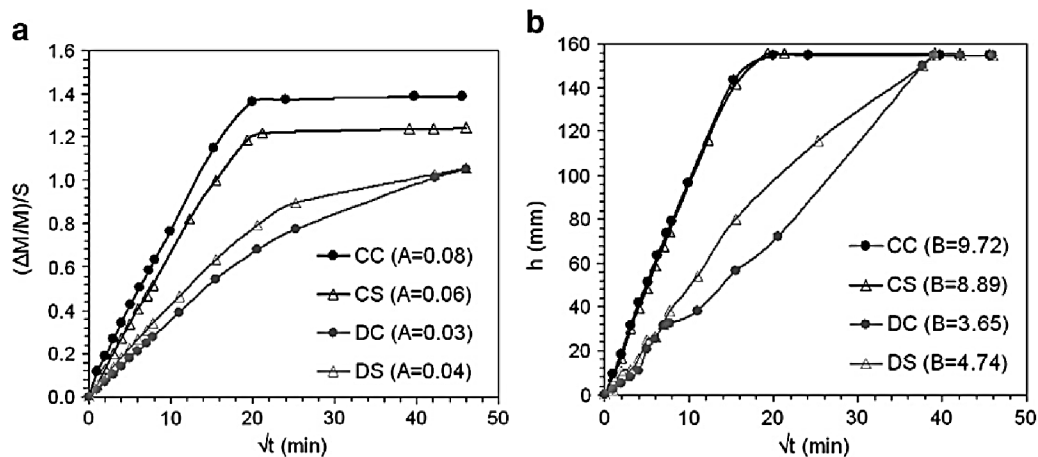 a
1.6
1.4
1.2
1.0
0.8
0.6
0.4
0.2
0.0
(ΔM/M)/S
0 10 20 30 40 50
√t (min)
CC (A=0.08)
CS (A=0.06)
DC (A=0.03)
DS (A=0.04)
b
160
140
120
100
80
60
40
20
0
h (mm)
0 10 20 30 40 50
√t (min)
CC (B=9.72)
CS (B=8.89)
DC (B=3.65)
DS (B=4.74)